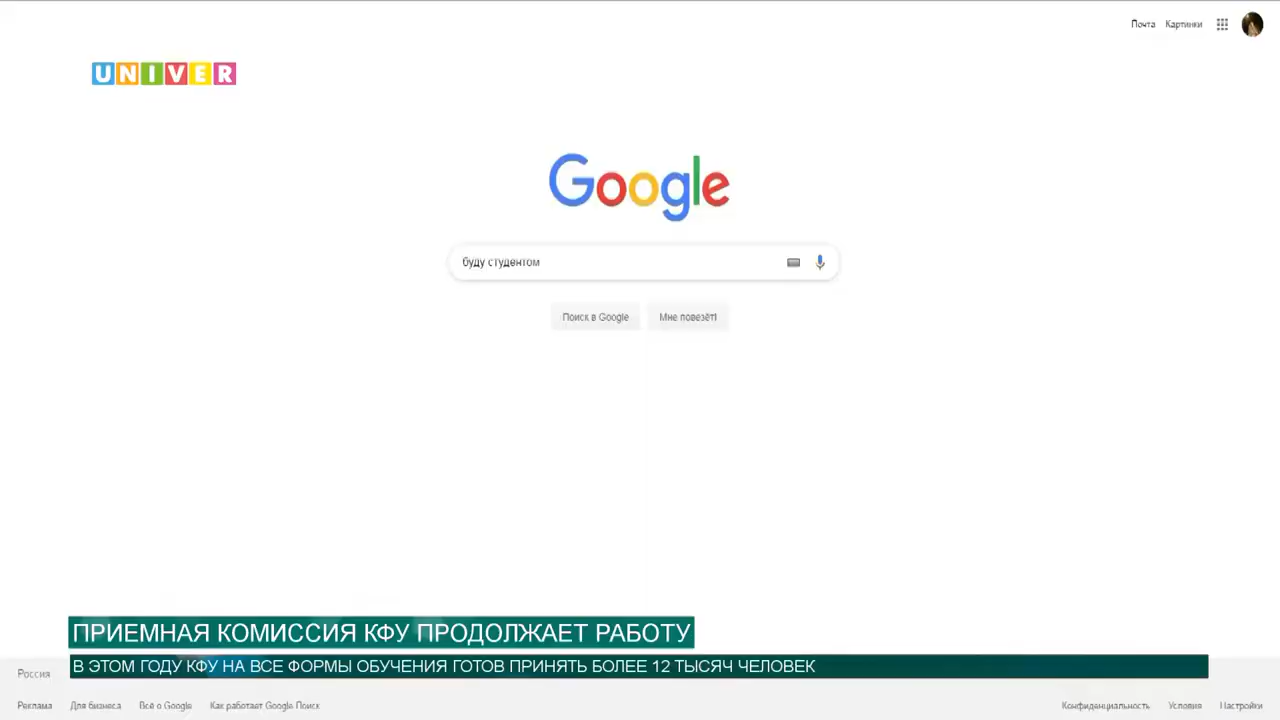 Почта Картинки
UNIVER
Google
буду студентом
Поиск в Google Мне повезёт!
ПРИЕМНАЯ КОМИССИЯ КФУ ПРОДОЛЖАЕТ РАБОТУ
В ЭТОМ ГОДУ КФУ НА ВСЕ ФОРМЫ ОБУЧЕНИЯ ГОТОВ ПРИНЯТЬ БОЛЕЕ 12 ТЫСЯЧ ЧЕЛОВЕК
Россия
Реклама Для бизнеса Всё о Google Как работает Google Поиск Конфиденциальность Условия Настройки